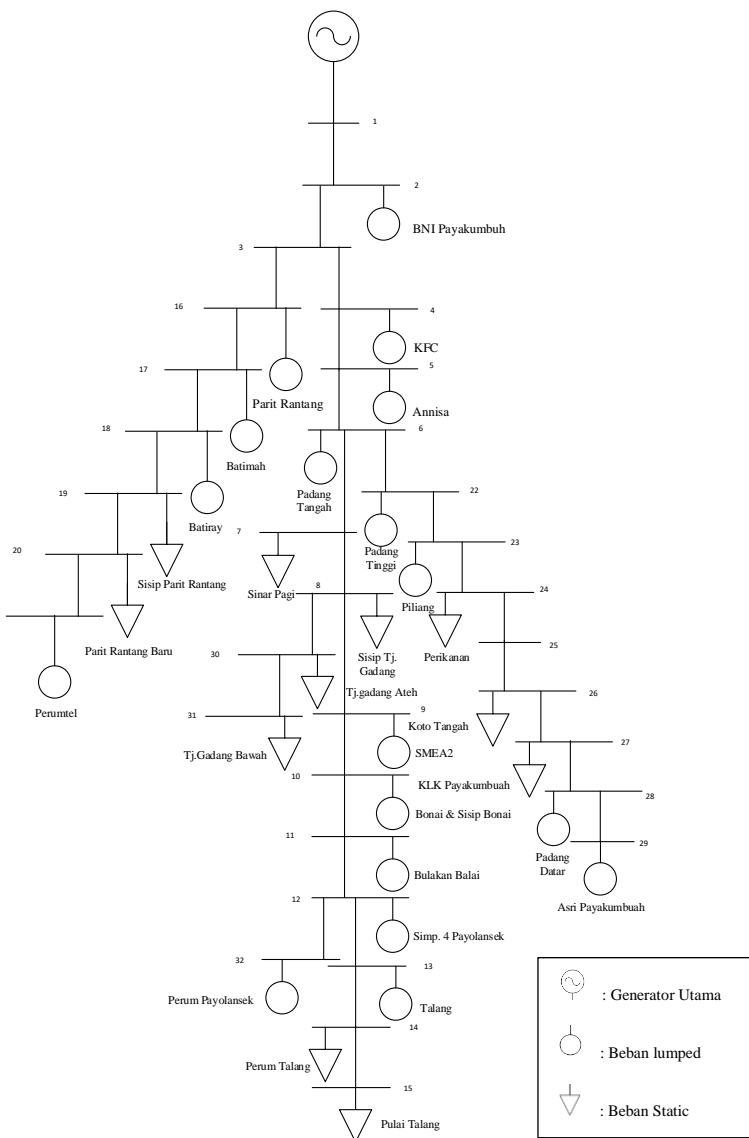 1
2
BNI Payakumbuh
3
16
4
KFC
17
5
Parit Rantang
Annisa
18
6
Batimah
Padang
Tangah
19
22
Batiray
7
Padang
Tinggi
23
20
Sisip Parit Rantang
Sinar Pagi
8
Piliang
24
Parit Rantang Baru
Sisip Tj.
Gadang
Perikanan
25
30
Tj.gadang Ateh
26
Perumtel
31
9
Koto Tangah
Tj.Gadang Bawah
SMEA2
27
10
KLK Payakumbuah
28
Bonai & Sisip Bonai
11
Padang
Datar
29
Bulakan Balai
Asri Payakumbuah
12
Simp. 4 Payolansek
32
13
Perum Payolansek
Talang
14
Perum Talang
15
Pulai Talang
: Generator Utama
: Beban lumped
: Beban Static